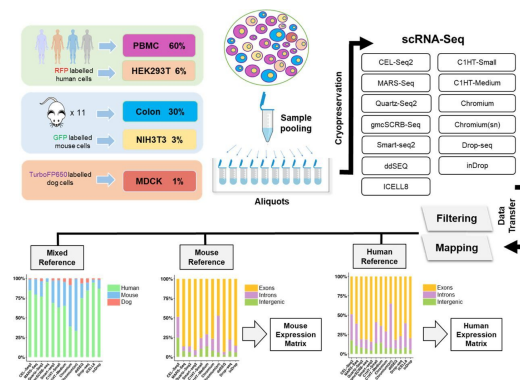 PBMC 60%
RFP labelled
human cells
HEK293T 6%
x 11
Colon 30%
GFP labelled
mouse cells
NIH3T3 3%
TurboFP650 labelled
dog cells
MDCK 1%
Sample
pooling
Aliquots
Cryopreservation
scRNA-Seq
CEL-Seq2
C1HT-Small
MARS-Seq
C1HT-Medium
Quartz-Seq2
Chromium
gmcSCRB-Seq
Chromium(sn)
Smart-seq2
Drop-seq
ddSEQ
inDrop
ICELL8
Data
Transfer
Filtering
Mapping
Mixed
Reference
Mouse
Reference
Human
Reference
100%
75%
50%
25%
0%
Human
Mouse
Dog
100%
75%
50%
25%
0%
Exons
Introns
Intergenic
Mouse
Expression
Matrix
100%
75%
50%
25%
0%
Exons
Introns
Intergenic
Human
Expression
Matrix